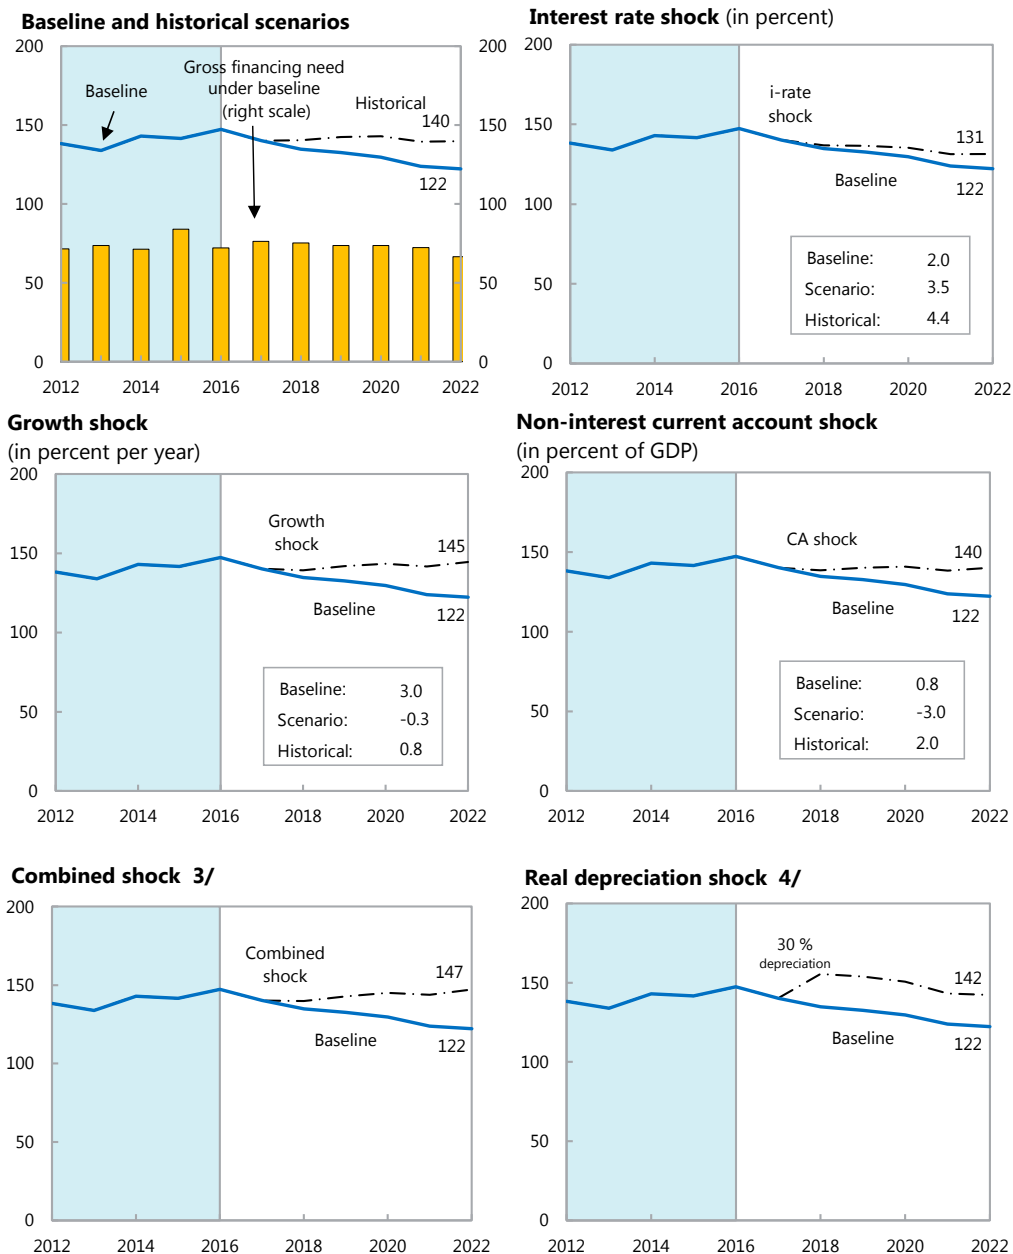 Baseline and historical scenarios
200
150
100
50
0
200
150
100
50
0
Baseline
Gross financing need
under baseline
(right scale)
Historical
140
122
2012 2014 2016 2018 2020 2022
Interest rate shock (in percent)
200
150
100
50
0
i-rate
shock
131
Baseline
122
Baseline: 2.0
Scenario: 3.5
Historical: 4.4
2012 2014 2016 2018 2020 2022
Growth shock
(in percent per year)
200
150
100
50
0
Growth
shock
145
Baseline
122
Baseline: 3.0
Scenario: -0.3
Historical: 0.8
2012 2014 2016 2018 2020 2022
Non-interest current account shock
(in percent of GDP)
200
150
100
50
0
CA shock
140
Baseline
122
Baseline: 0.8
Scenario: -3.0
Historical: 2.0
2012 2014 2016 2018 2020 2022
Combined shock 3/
200
150
100
50
0
Combined
shock
147
Baseline
122
2012 2014 2016 2018 2020 2022
Real depreciation shock 4/
200
150
100
50
0
30 %
depreciation
142
Baseline
122
2012 2014 2016 2018 2020 2022